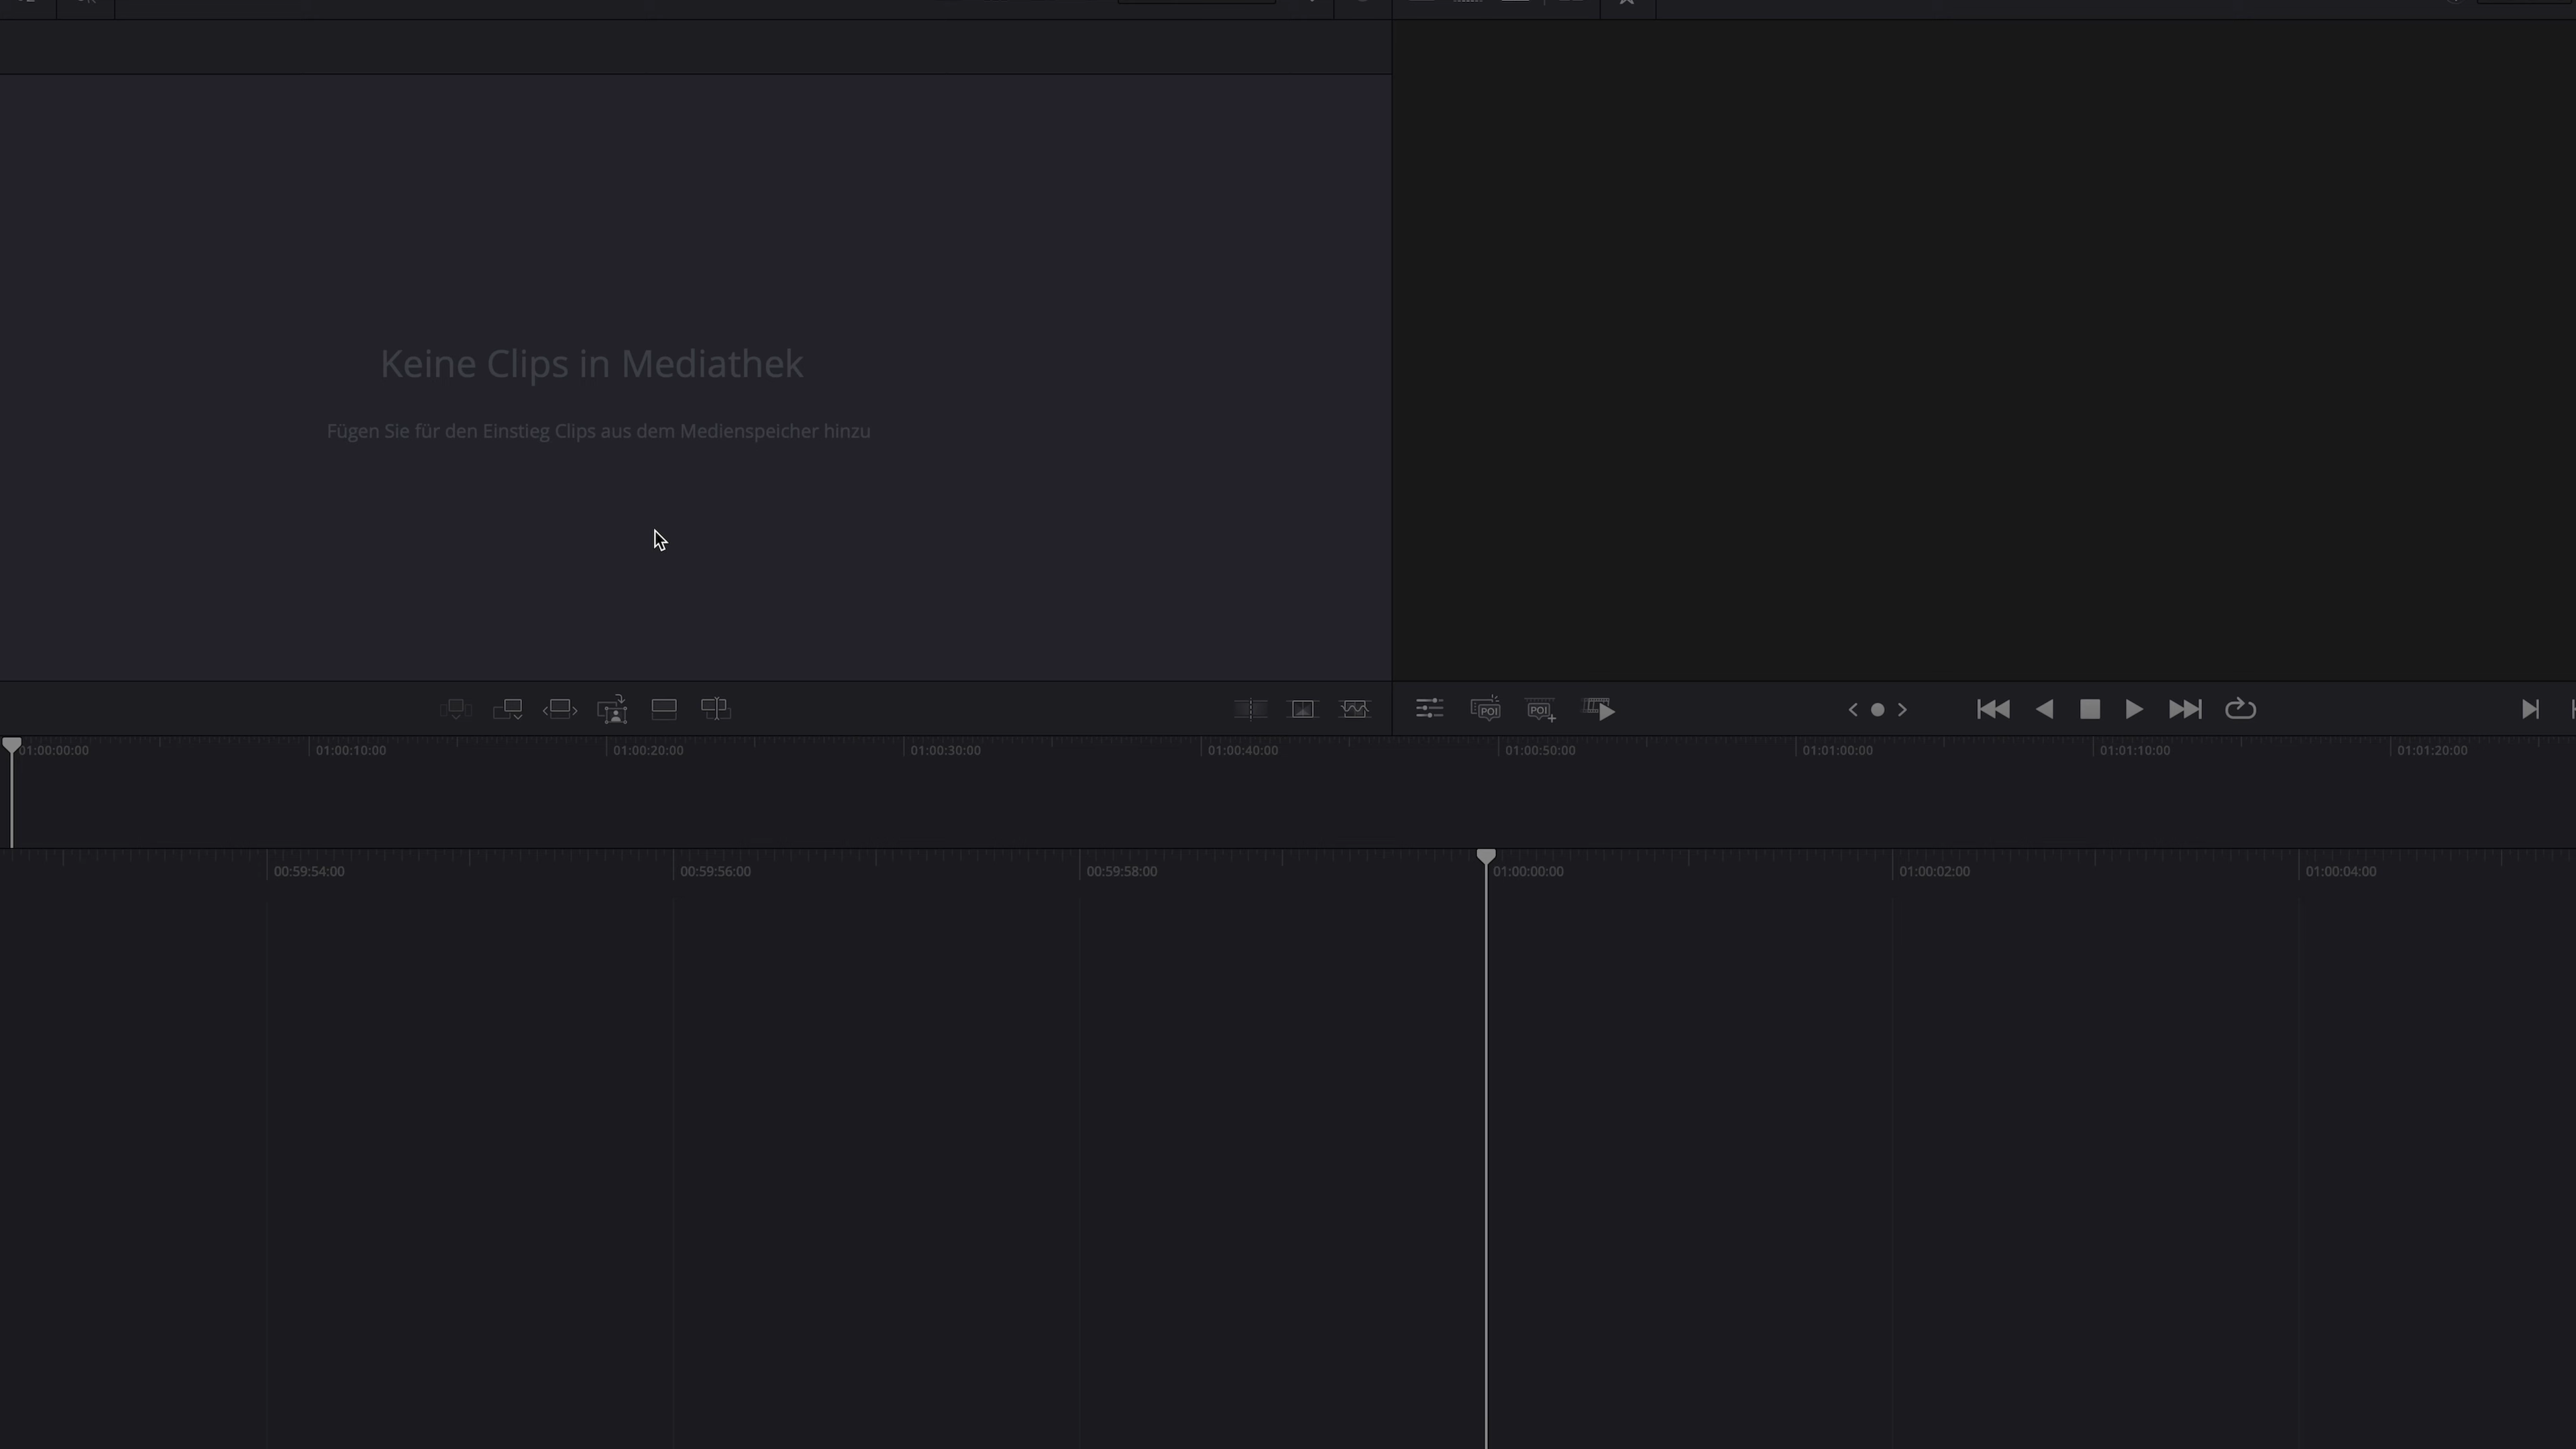 Keine Clips in Mediathek
Fügen Sie für den Einstieg Clips aus dem Medienspeicher hinzu
POI POI
01:00:00:00 01:00:10:00 01:00:20:00 01:00:30:00 01:00:40:00 01:00:50:00 01:01:00:00 01:01:10:00 01:01:20:00
00:59:54:00 00:59:56:00 00:59:58:00 01:00:00:00 01:00:02:00 01:00:04:00